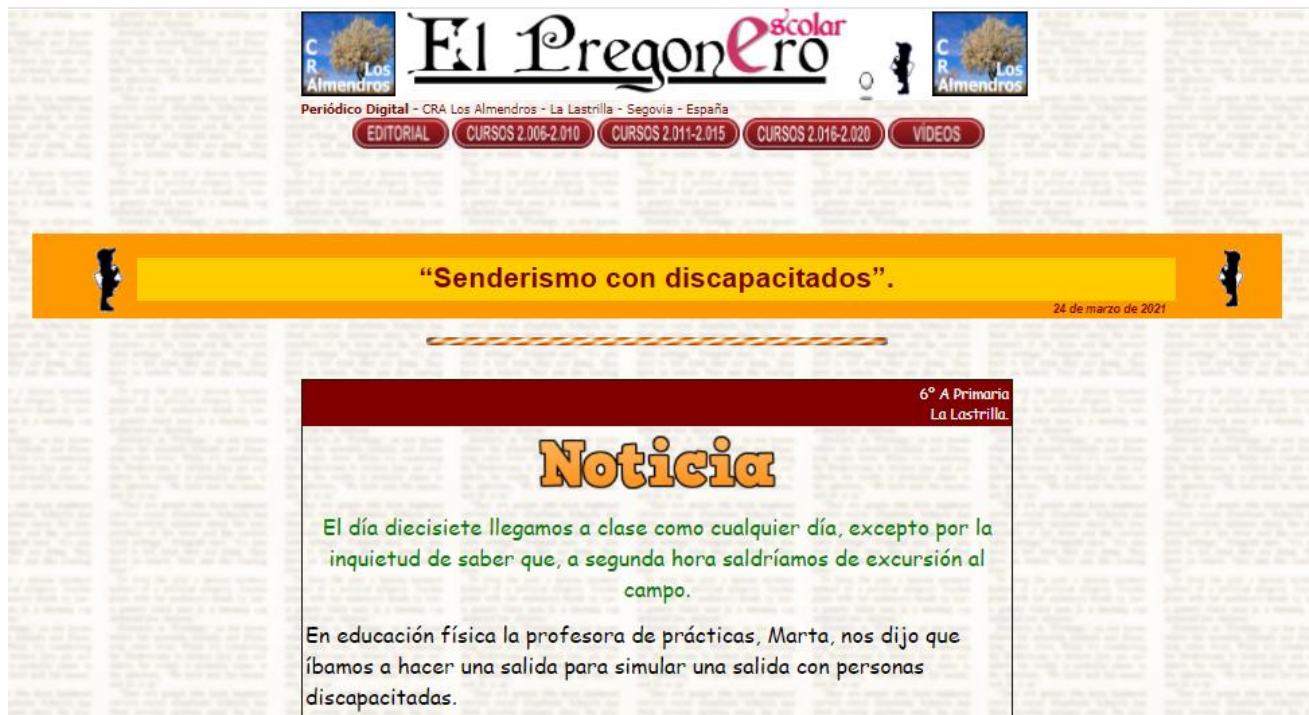 C
R Los
Almendros
El Pregonero
escolar
C
R Los
Almendros
Periódico Digital - CRA Los Almendros - La Lastrilla - Segovia - España
EDITORIAL CURSOS 2.006-2.010 CURSOS 2.011-2.015 CURSOS 2.016-2.020 VÍDEOS
“Senderismo con discapacitados”.
24 de marzo de 2021
6º A Primaria
La Lastrilla.
Noticia
El día diecisiete llegamos a clase como cualquier día, excepto por la
inquietud de saber que, a segunda hora saldríamos de excursión al
campo.
En educación física la profesora de prácticas, Marta, nos dijo que
íbamos a hacer una salida para simular una salida con personas
discapacitadas.